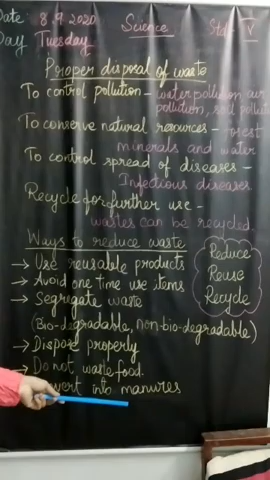 Date 8.9.2020 Science Std - V
Day Tuesday
Proper disposal of waste
To control pollution - water pollution, air
pollution, soil pollut
To conserve natural resources - forest
minerals and water
To control spread of diseases -
Infectious diseases
Recycle for further use -
wastes can be recycled.
Ways to reduce waste
→ Use reusable products
→ Avoid one time use items
→ Segregate waste
(Bio-degradable, non-bio-degradable)
→ Dispose properly
→ Do not waste food.
vert into manures
Reduce
Reuse
Recycle